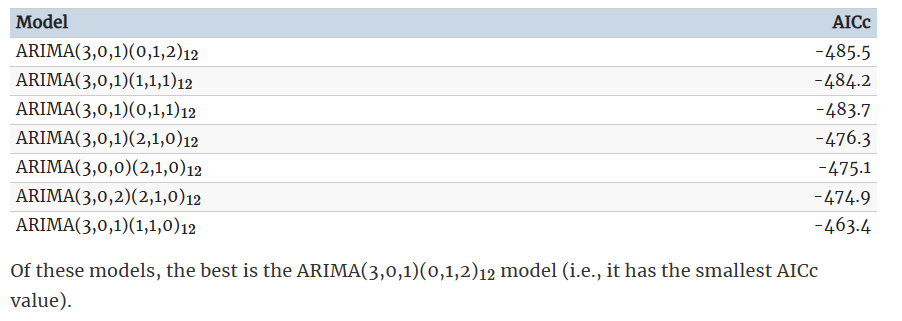 Model AICc
ARIMA(3,0,1)(0,1,2)₁₂ -485.5
ARIMA(3,0,1)(1,1,1)₁₂ -484.2
ARIMA(3,0,1)(0,1,1)₁₂ -483.7
ARIMA(3,0,1)(2,1,0)₁₂ -476.3
ARIMA(3,0,0)(2,1,0)₁₂ -475.1
ARIMA(3,0,2)(2,1,0)₁₂ -474.9
ARIMA(3,0,1)(1,1,0)₁₂ -463.4
Of these models, the best is the ARIMA(3,0,1)(0,1,2)₁₂ model (i.e., it has the smallest AICc
value).